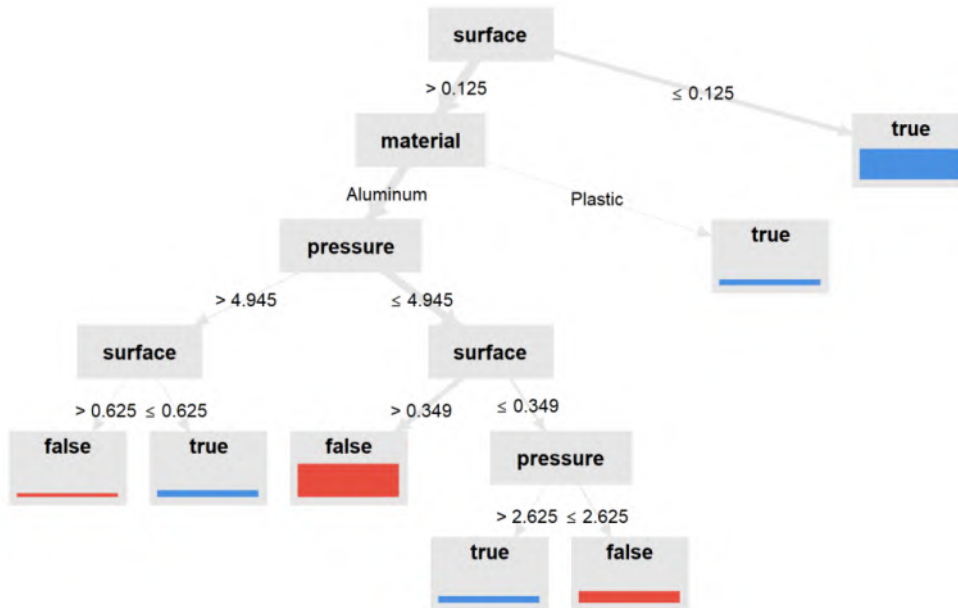 surface
> 0.125
≤ 0.125
material
true
Aluminum
Plastic
pressure
true
> 4.945
≤ 4.945
surface
surface
> 0.625
≤ 0.625
> 0.349
≤ 0.349
false
true
false
pressure
> 2.625
≤ 2.625
true
false